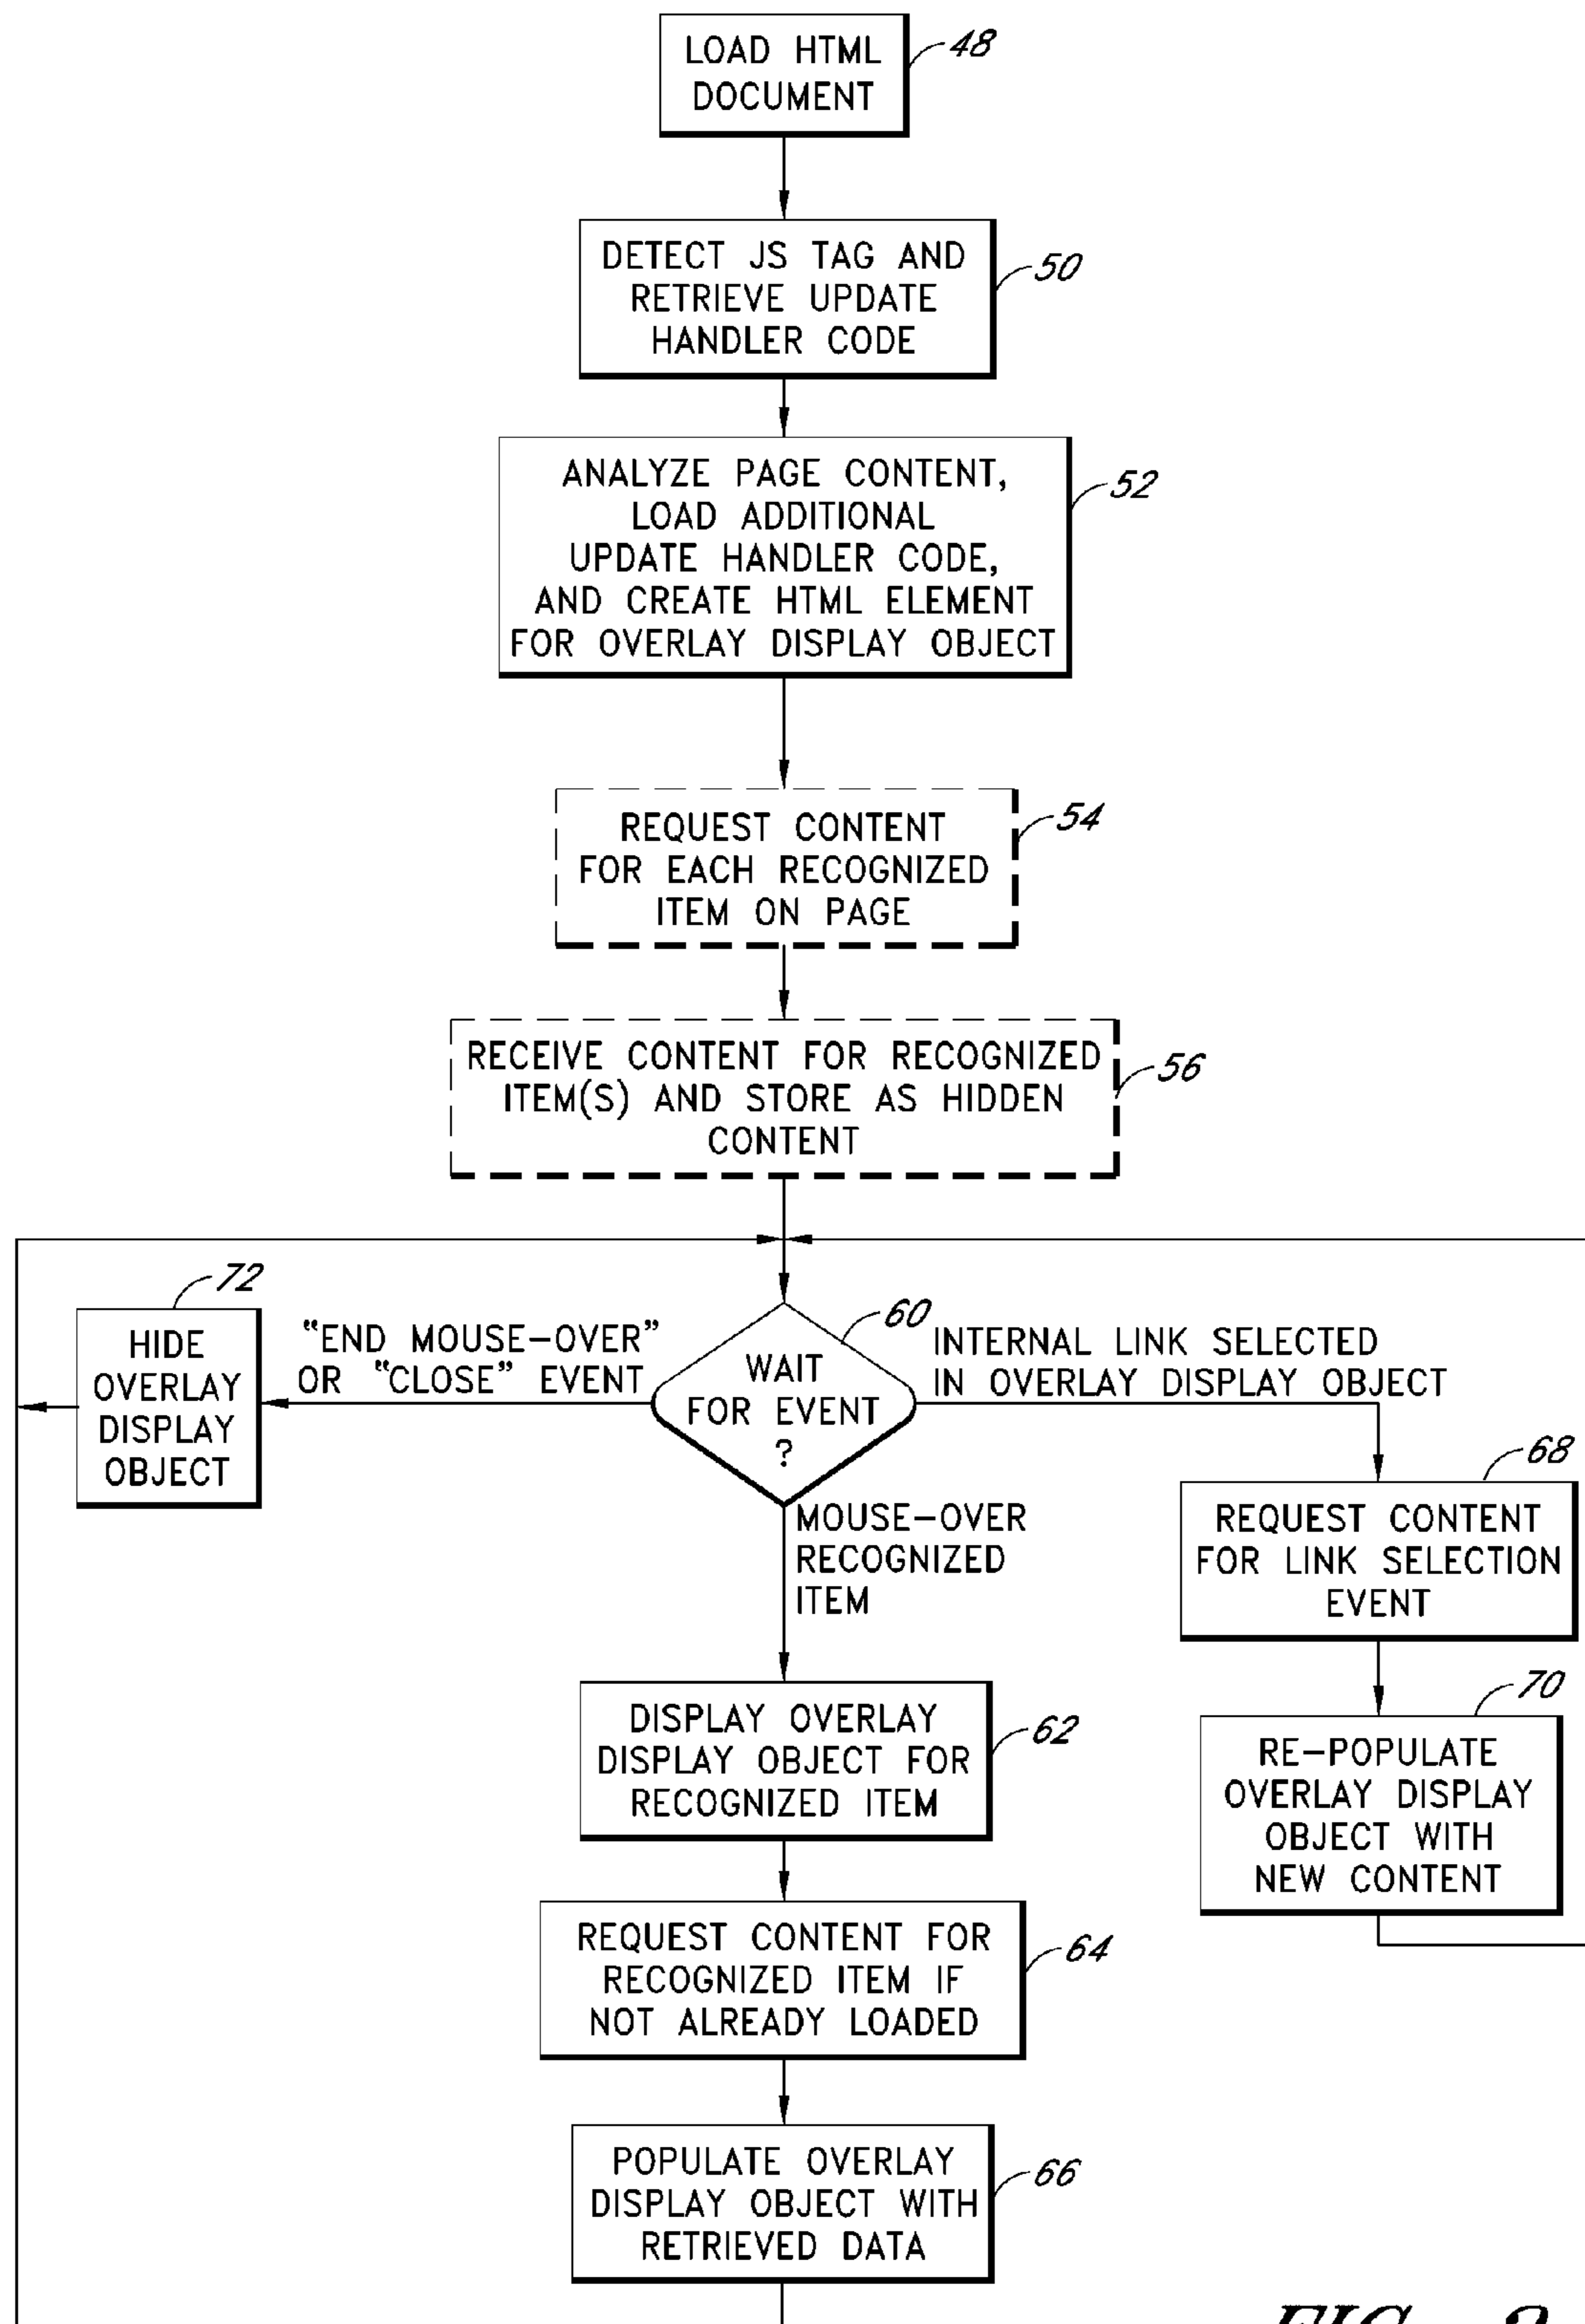 LOAD HTML
DOCUMENT
48
DETECT JS TAG AND
RETRIEVE UPDATE
HANDLER CODE
50
ANALYZE PAGE CONTENT,
LOAD ADDITIONAL
UPDATE HANDLER CODE,
AND CREATE HTML ELEMENT
FOR OVERLAY DISPLAY OBJECT
52
REQUEST CONTENT
FOR EACH RECOGNIZED
ITEM ON PAGE
54
RECEIVE CONTENT FOR RECOGNIZED
ITEM(S) AND STORE AS HIDDEN
CONTENT
56
72
HIDE
OVERLAY
DISPLAY
OBJECT
“END MOUSE-OVER”
OR “CLOSE” EVENT
60
WAIT
FOR EVENT
?
INTERNAL LINK SELECTED
IN OVERLAY DISPLAY OBJECT
MOUSE-OVER
RECOGNIZED
ITEM
68
REQUEST CONTENT
FOR LINK SELECTION
EVENT
70
RE-POPULATE
OVERLAY DISPLAY
OBJECT WITH
NEW CONTENT
DISPLAY OVERLAY
DISPLAY OBJECT FOR
RECOGNIZED ITEM
62
REQUEST CONTENT FOR
RECOGNIZED ITEM IF
NOT ALREADY LOADED
64
POPULATE OVERLAY
DISPLAY OBJECT WITH
RETRIEVED DATA
66
FIG.